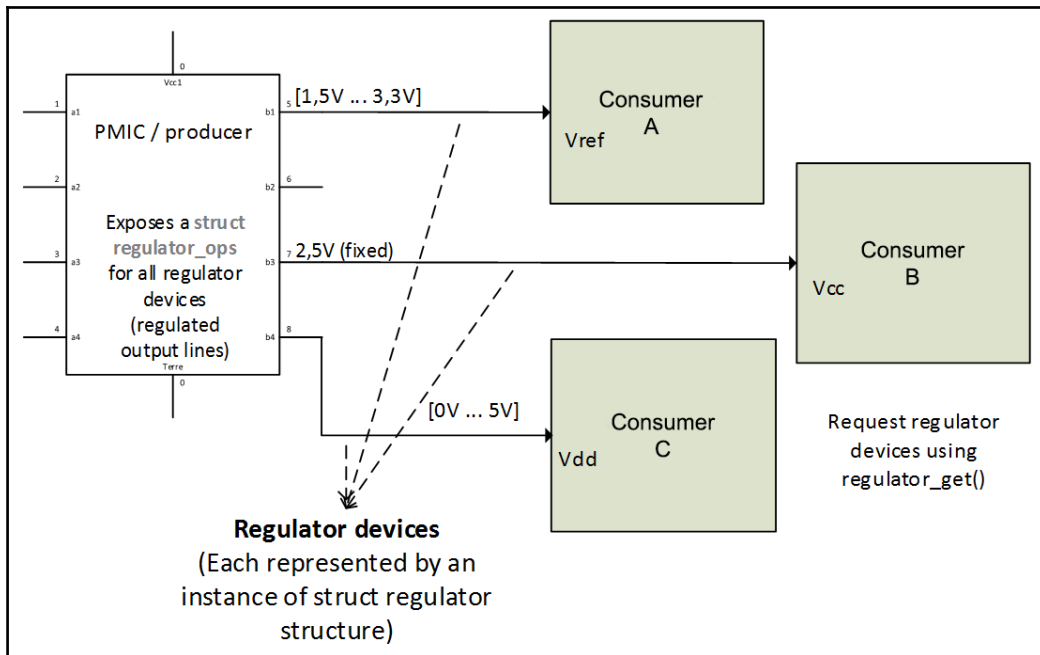 0
Vcc1
1
a1
2
a2
3
a3
4
a4
PMIC / producer
Exposes a struct
regulator_ops
for all regulator
devices
(regulated
output lines)
b1
5
b2
6
b3
7
b4
8
Terre
0
[1,5V ... 3,3V]
2,5V (fixed)
[0V ... 5V]
Consumer
A
Vref
Consumer
B
Vcc
Consumer
C
Vdd
Request regulator
devices using
regulator_get()
Regulator devices
(Each represented by an
instance of struct regulator
structure)